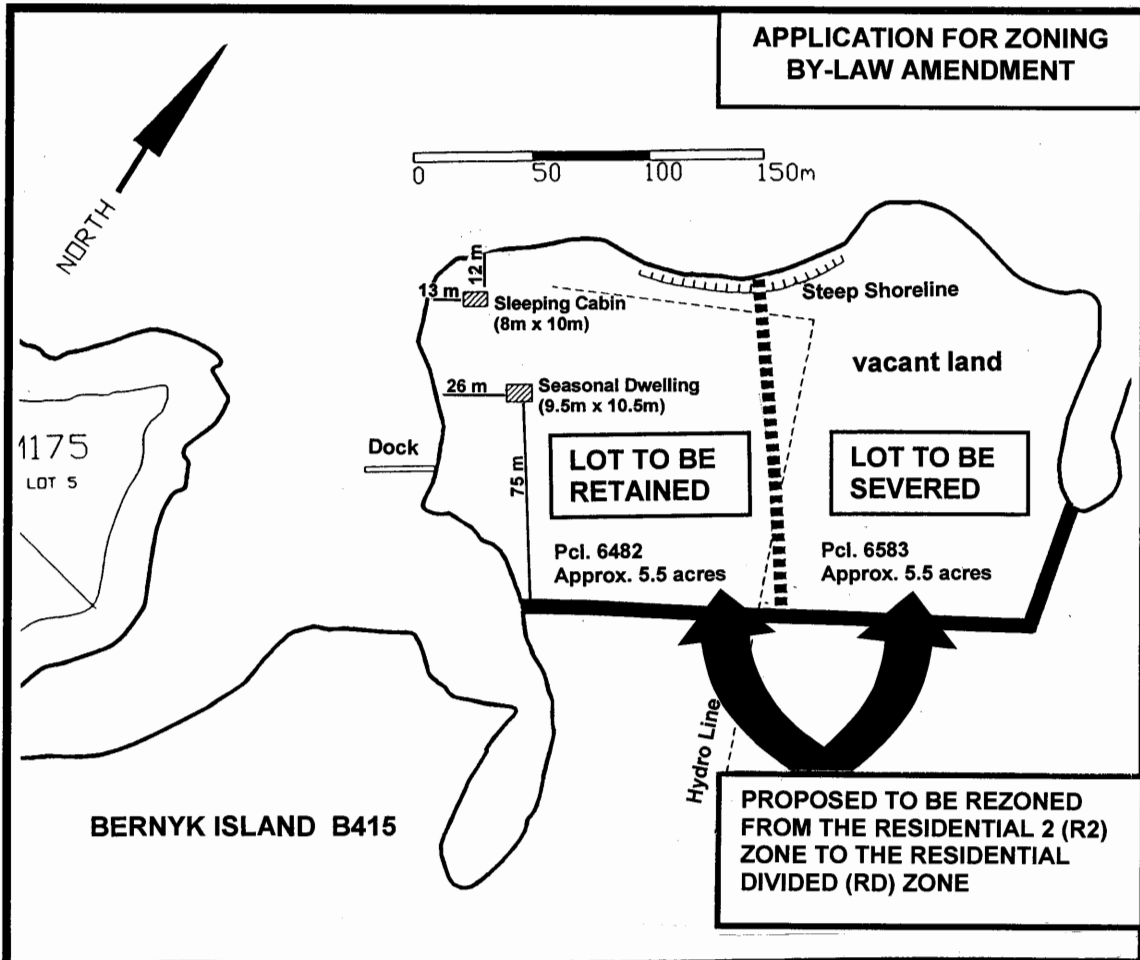 APPLICATION FOR ZONING
BY-LAW AMENDMENT
NORTH
0 50 100 150m
12 m
13 m
Sleeping Cabin
(8m x 10m)
Steep Shoreline
vacant land
26 m
Seasonal Dwelling
(9.5m x 10.5m)
1175
LOT 5
Dock
75 m
LOT TO BE
RETAINED
LOT TO BE
SEVERED
Pcl. 6482
Approx. 5.5 acres
Pcl. 6583
Approx. 5.5 acres
Hydro Line
BERNYK ISLAND B415
PROPOSED TO BE REZONED
FROM THE RESIDENTIAL 2 (R2)
ZONE TO THE RESIDENTIAL
DIVIDED (RD) ZONE